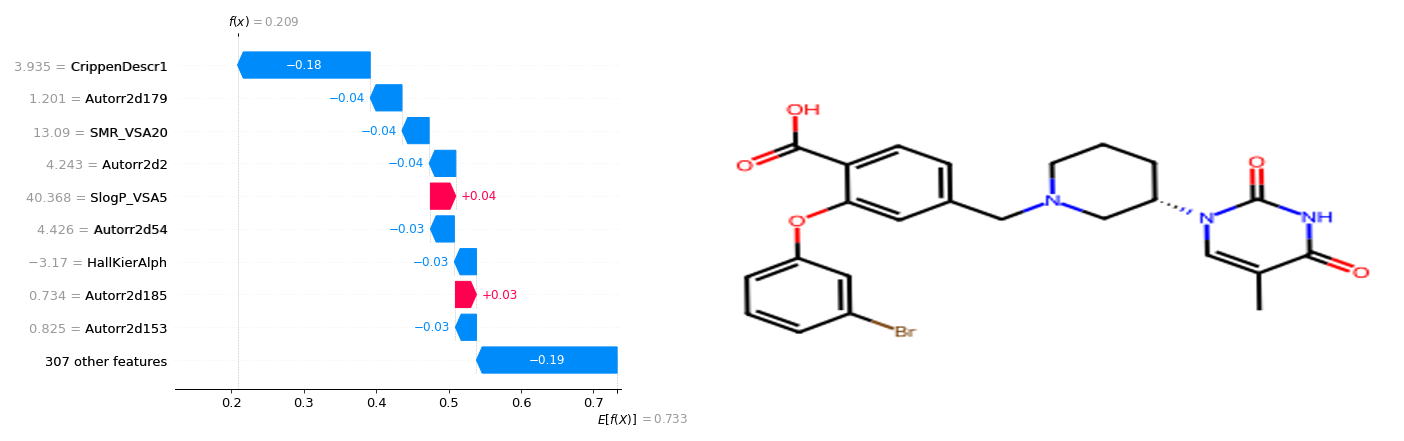 f(x) = 0.209
3.935 = CrippenDescr1
−0.18
1.201 = Autorr2d179
−0.04
13.09 = SMR_VSA20
−0.04
4.243 = Autorr2d2
−0.04
40.368 = SlogP_VSA5
+0.04
4.426 = Autorr2d54
−0.03
−3.17 = HallKierAlph
−0.03
0.734 = Autorr2d185
+0.03
0.825 = Autorr2d153
−0.03
307 other features
−0.19
0.2 0.3 0.4 0.5 0.6 0.7
E[f(X)] = 0.733
OH
O
O
N
N
O
NH
O
Br